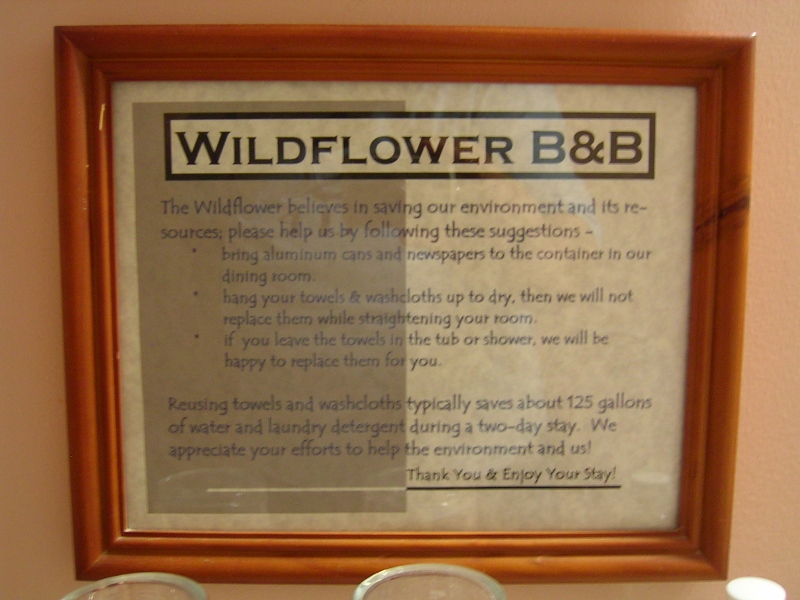 WILDFLOWER B&B
The Wildflower believes in saving our environment and its re-
sources; please help us by following these suggestions -
• bring aluminum cans and newspapers to the container in our
dining room.
• hang your towels & washcloths up to dry, then we will not
replace them while straightening your room.
• if you leave the towels in the tub or shower, we will be
happy to replace them for you.
Reusing towels and washcloths typically saves about 125 gallons
of water and laundry detergent during a two-day stay. We
appreciate your efforts to help the environment and us!
Thank You & Enjoy Your Stay!